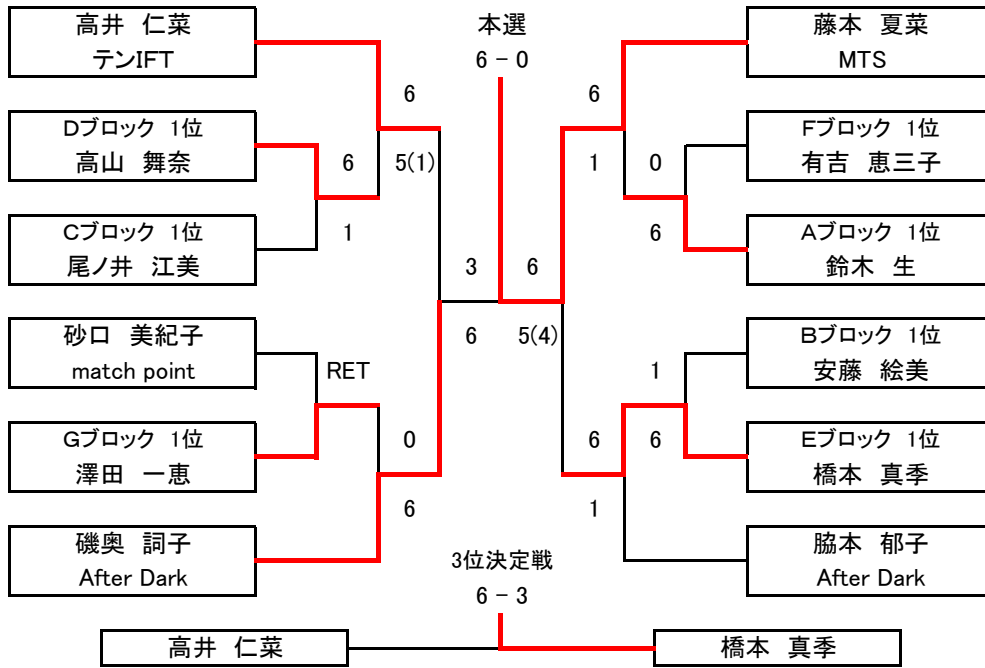 高井　仁菜
テンIFT
Dブロック　1位
高山　舞奈
Cブロック　1位
尾ノ井　江美
砂口　美紀子
match point
Gブロック　1位
澤田　一恵
磯奥　詞子
After Dark
6
6
5(1)
1
RET
0
6
3
6
本選
6 − 0
6
5(4)
6
1
0
6
1
6
6
1
藤本　夏菜
MTS
Fブロック　1位
有吉　恵三子
Aブロック　1位
鈴木　生
Bブロック　1位
安藤　絵美
Eブロック　1位
橋本　真季
脇本　郁子
After Dark
3位決定戦
6 − 3
高井　仁菜
橋本　真季